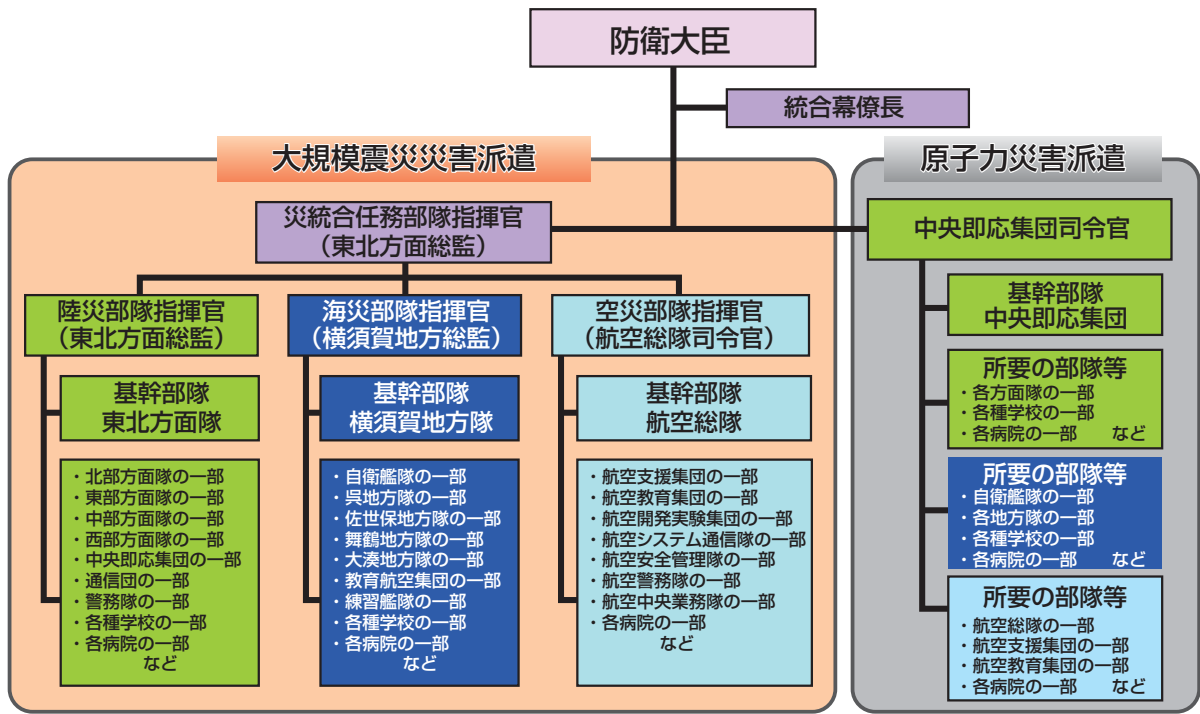 防衛大臣
統合幕僚長
大規模震災災害派遣
災統合任務部隊指揮官
（東北方面総監）
陸災部隊指揮官
（東北方面総監）
基幹部隊
東北方面隊
・北部方面隊の一部
・東部方面隊の一部
・中部方面隊の一部
・西部方面隊の一部
・中央即応集団の一部
・通信団の一部
・警務隊の一部
・各種学校の一部
・各病院の一部
など
海災部隊指揮官
（横須賀地方総監）
基幹部隊
横須賀地方隊
・自衛艦隊の一部
・呉地方隊の一部
・佐世保地方隊の一部
・舞鶴地方隊の一部
・大湊地方隊の一部
・教育航空集団の一部
・練習艦隊の一部
・各種学校の一部
・各病院の一部
など
空災部隊指揮官
（航空総隊司令官）
基幹部隊
航空総隊
・航空支援集団の一部
・航空教育集団の一部
・航空開発実験集団の一部
・航空システム通信隊の一部
・航空安全管理隊の一部
・航空警務隊の一部
・航空中央業務隊の一部
・各病院の一部
など
原子力災害派遣
中央即応集団司令官
基幹部隊
中央即応集団
所要の部隊等
・各方面隊の一部
・各種学校の一部
・各病院の一部　など
所要の部隊等
・自衛艦隊の一部
・各地方隊の一部
・各種学校の一部
・各病院の一部　など
所要の部隊等
・航空総隊の一部
・航空支援集団の一部
・航空教育集団の一部
・各病院の一部　など